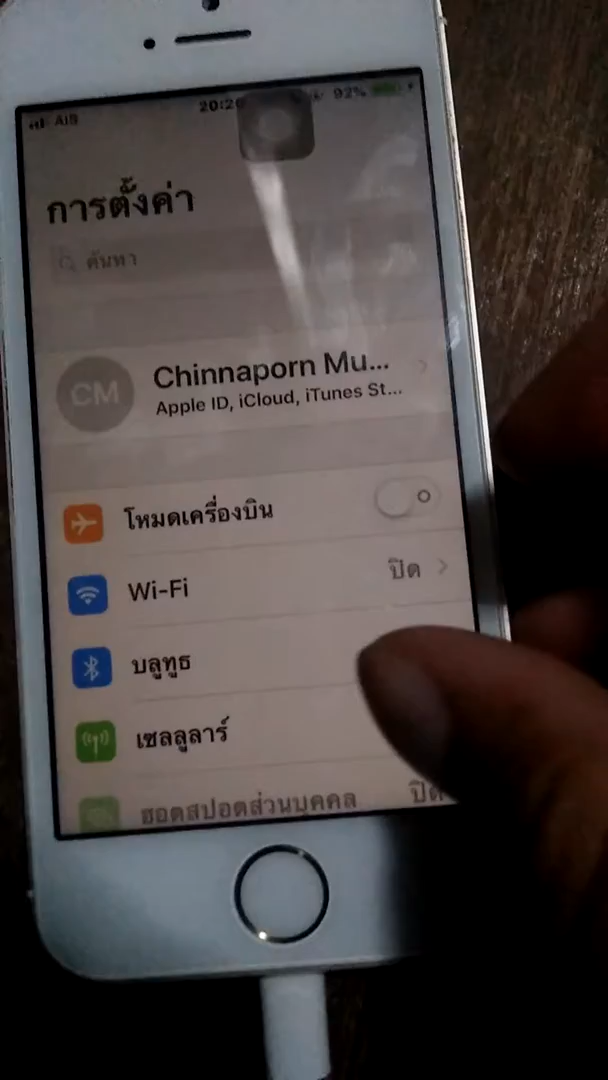 AIS 20:26 92%
การตั้งค่า
ค้นหา
CM
Chinnaporn Mu...
Apple ID, iCloud, iTunes St...
โหมดเครื่องบิน
Wi-Fi ปิด
บลูทูธ
เซลลูลาร์
ฮอตสปอตส่วนบุคคล ปิด